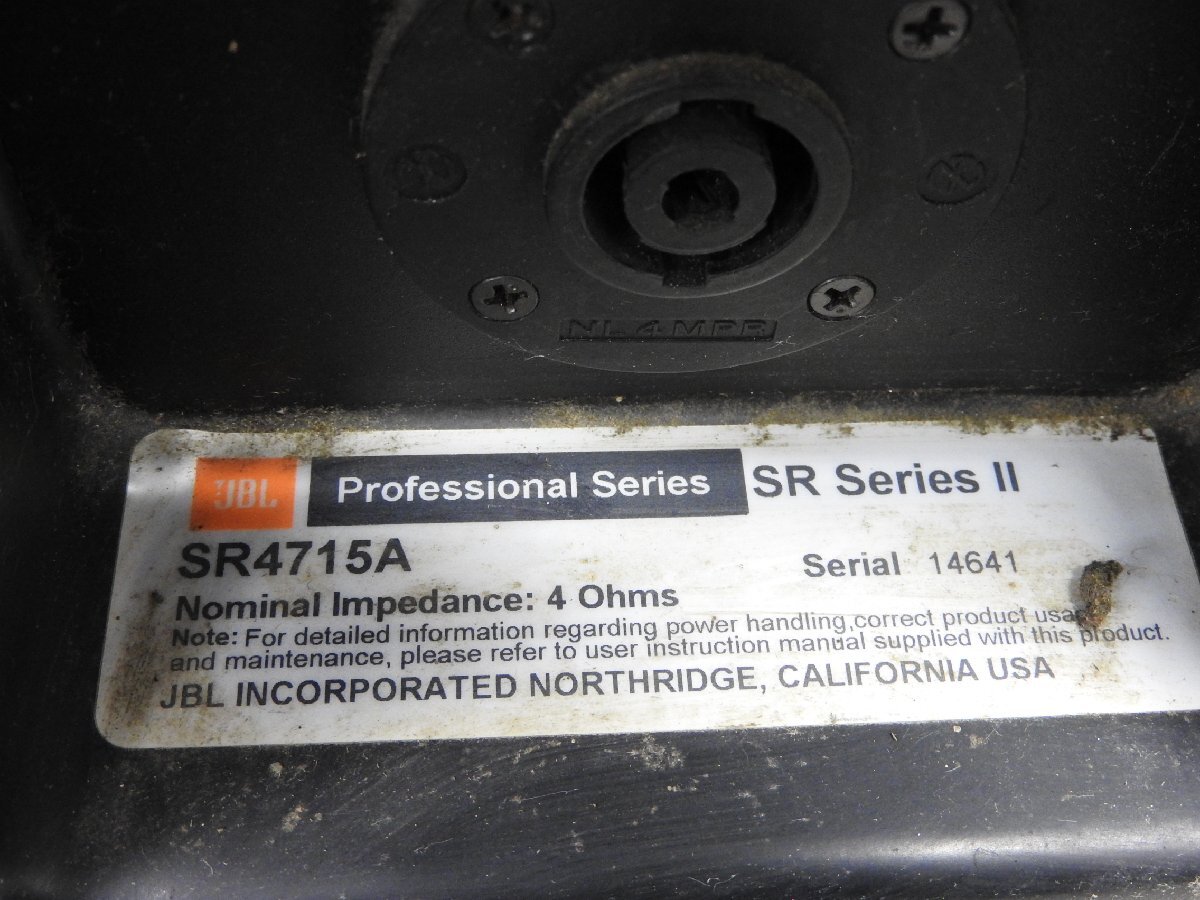 NL4MPR
JBL Professional Series SR Series II
SR4715A Serial 14641
Nominal Impedance: 4 Ohms
Note: For detailed information regarding power handling,correct product
and maintenance, please refer to user instruction manual supplied with this product.
JBL INCORPORATED NORTHRIDGE, CALIFORNIA USA